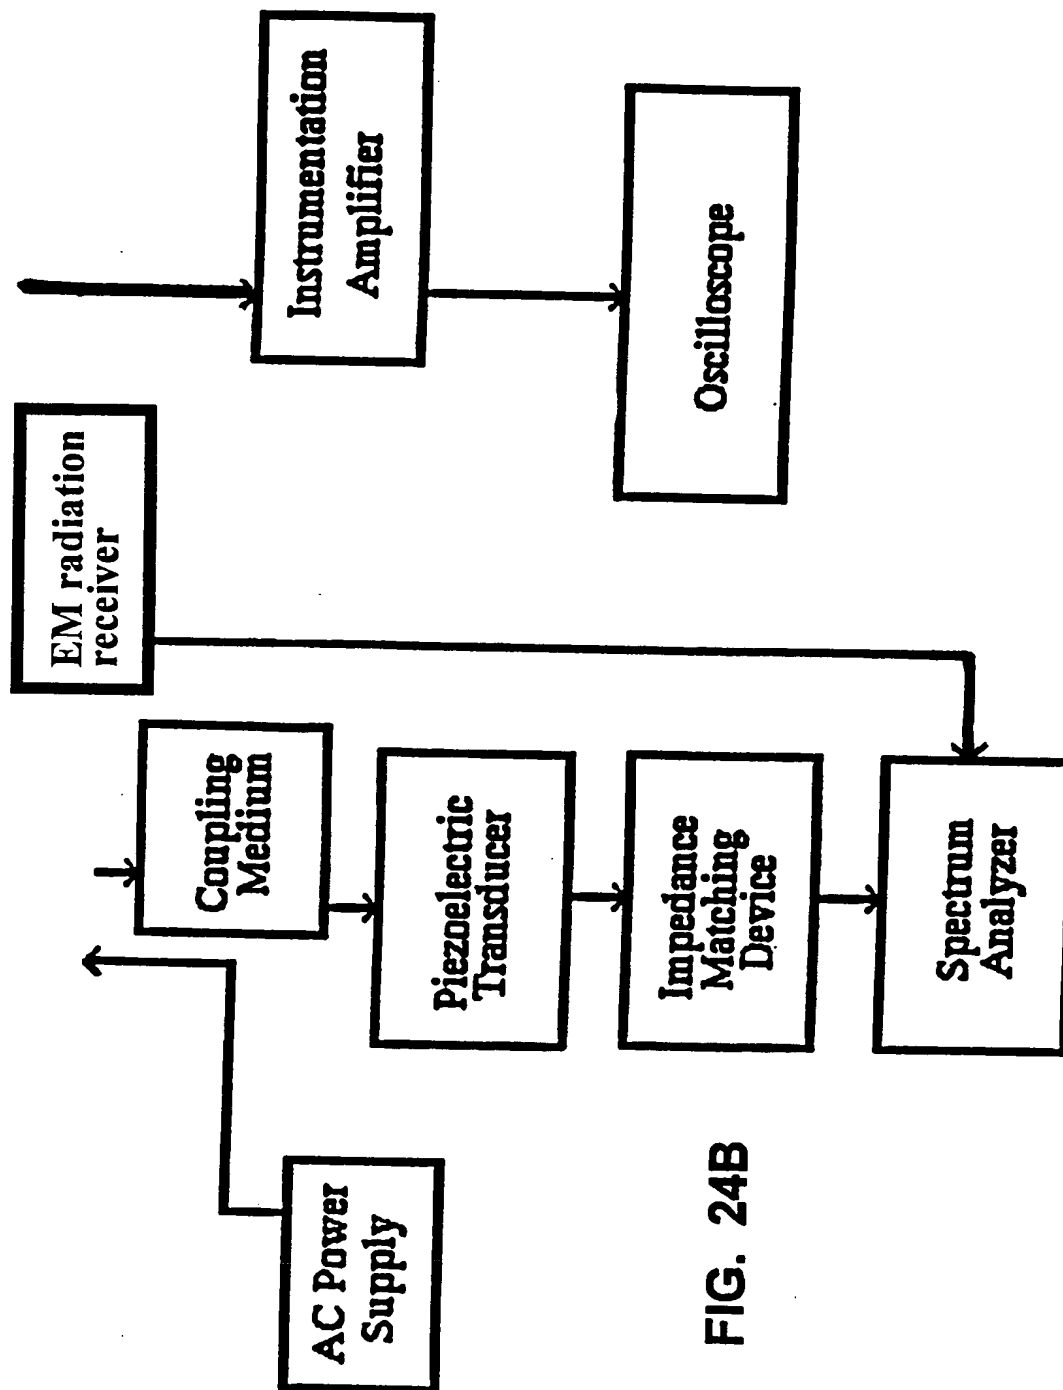 AC Power
Supply
Coupling
Medium
Piezoelectric
Transducer
Impedance
Matching
Device
Spectrum
Analyzer
EM radiation
receiver
Instrumentation
Amplifier
Oscilloscope
FIG. 24B